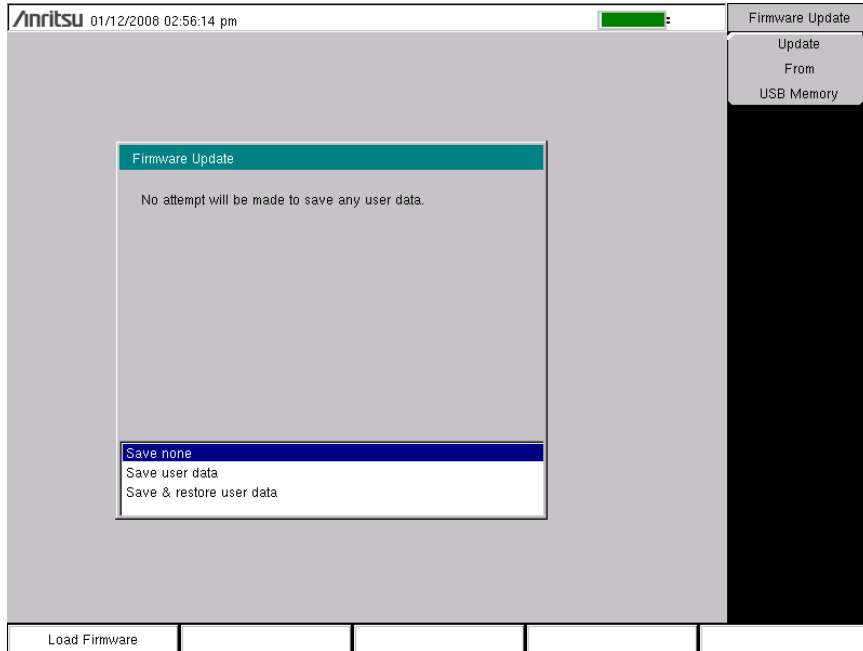 Anritsu 01/12/2008 02:56:14 pm
Firmware Update
Update
From
USB Memory
Firmware Update
No attempt will be made to save any user data.
Save none
Save user data
Save & restore user data
Load Firmware